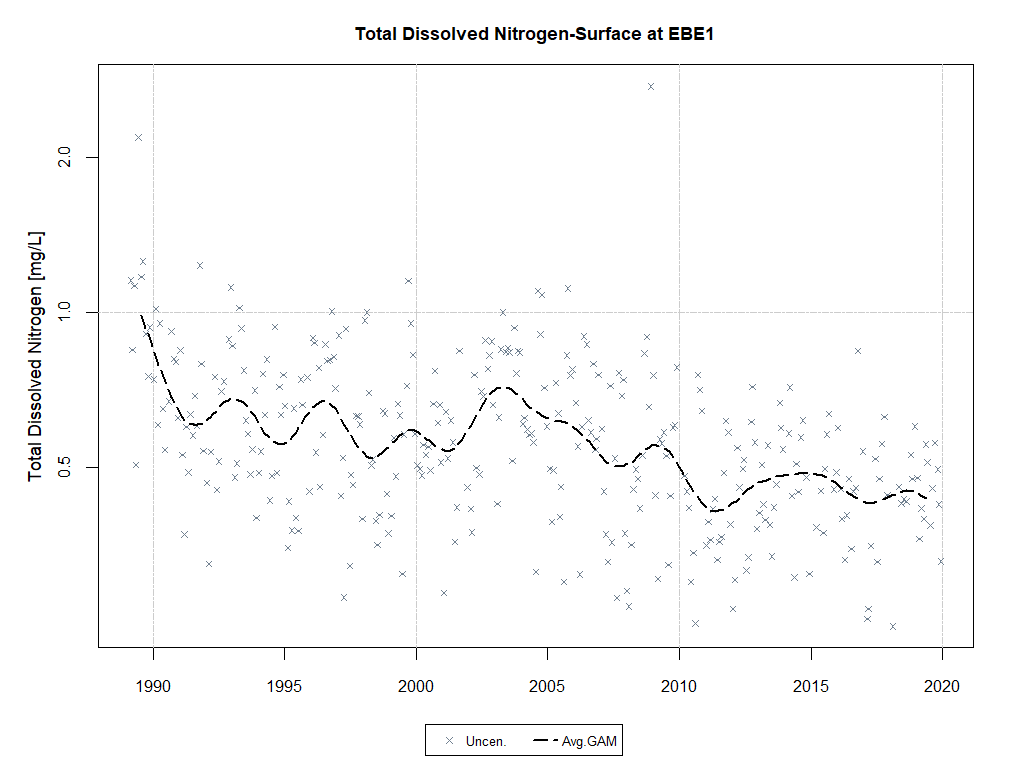 Total Dissolved Nitrogen-Surface at EBE1
Total Dissolved Nitrogen [mg/L]
2.0
1.0
0.5
1990 1995 2000 2005 2010 2015 2020
Uncen. Avg.GAM